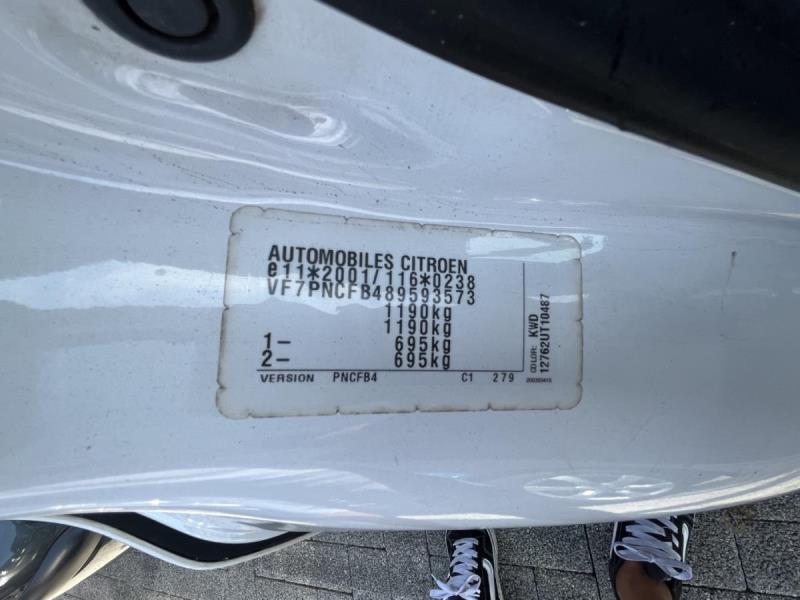 AUTOMOBILES CITROEN
e11*2001/116*0238
VF7PNCFB489593573
1190kg
1190kg
1- 695kg
2- 695kg
VERSION PNCFB4 C1 279
COLOR: KWD
12762UT10487